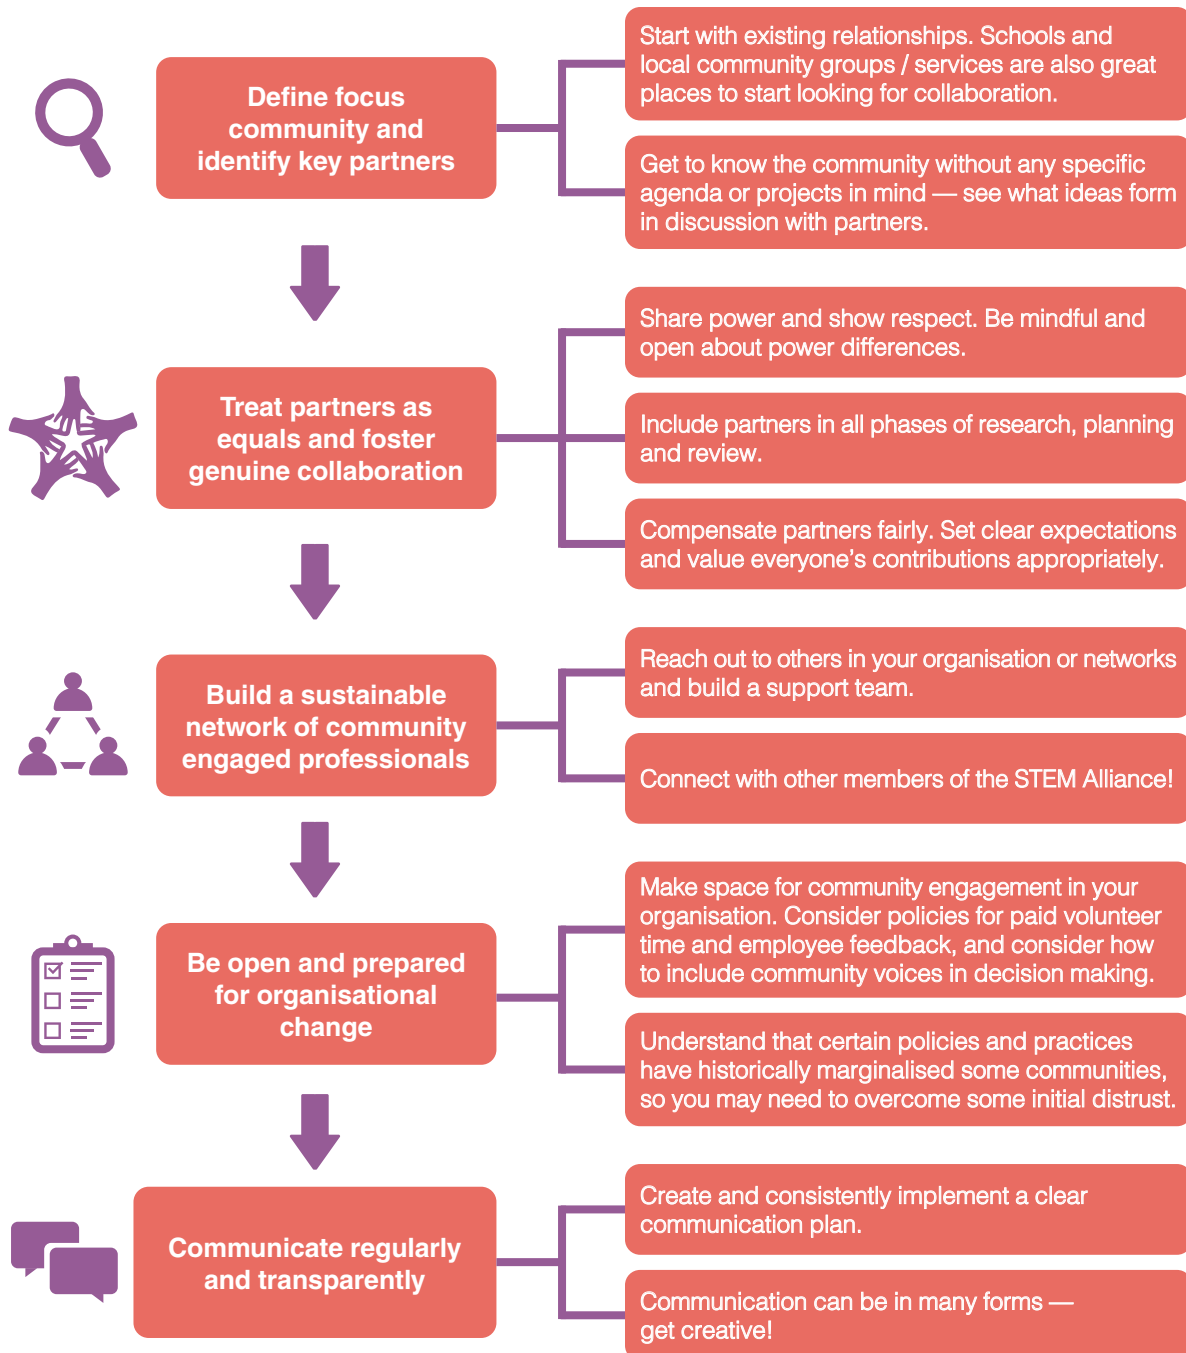 Define focus
community and
identify key partners
Start with existing relationships. Schools and
local community groups / services are also great
places to start looking for collaboration.
Get to know the community without any specific
agenda or projects in mind — see what ideas form
in discussion with partners.
Treat partners as
equals and foster
genuine collaboration
Share power and show respect. Be mindful and
open about power differences.
Include partners in all phases of research, planning
and review.
Compensate partners fairly. Set clear expectations
and value everyone’s contributions appropriately.
Build a sustainable
network of community
engaged professionals
Reach out to others in your organisation or networks
and build a support team.
Connect with other members of the STEM Alliance!
Be open and prepared
for organisational
change
Make space for community engagement in your
organisation. Consider policies for paid volunteer
time and employee feedback, and consider how
to include community voices in decision making.
Understand that certain policies and practices
have historically marginalised some communities,
so you may need to overcome some initial distrust.
Communicate regularly
and transparently
Create and consistently implement a clear
communication plan.
Communication can be in many forms —
get creative!